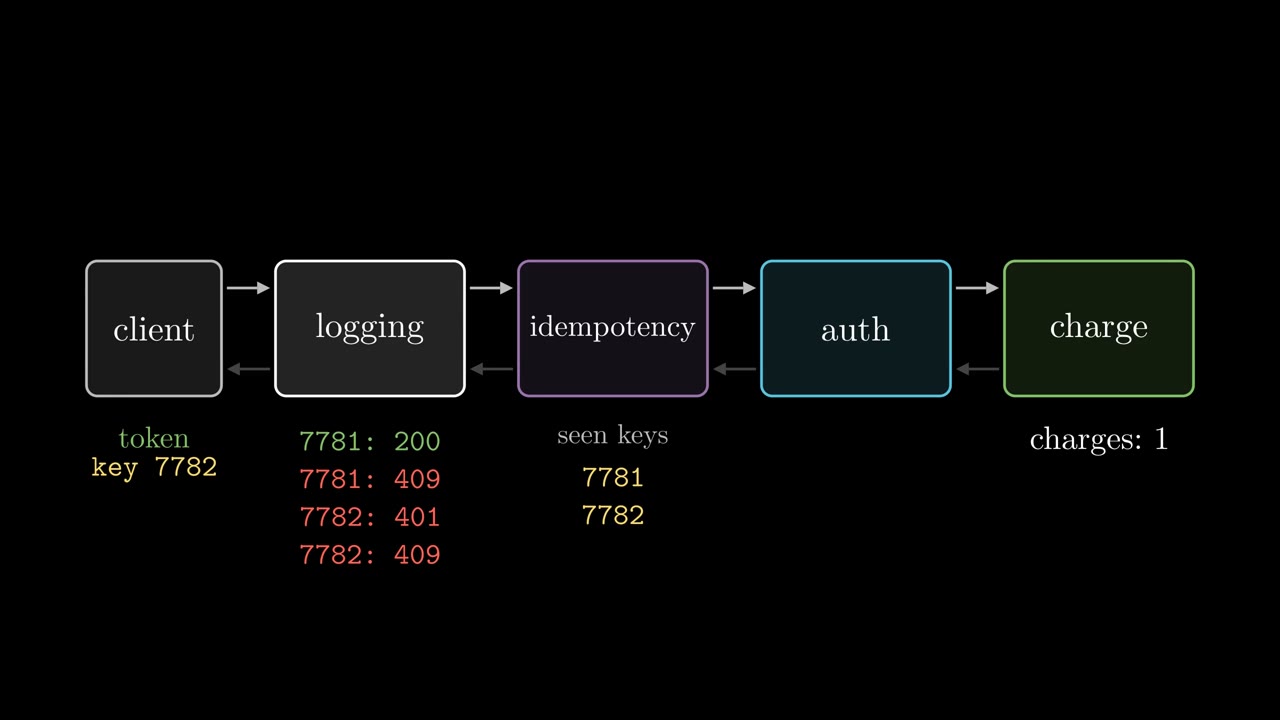 client
logging
idempotency
auth
charge
token
key 7782
7781: 200
7781: 409
7782: 401
7782: 409
seen keys
7781
7782
charges: 1